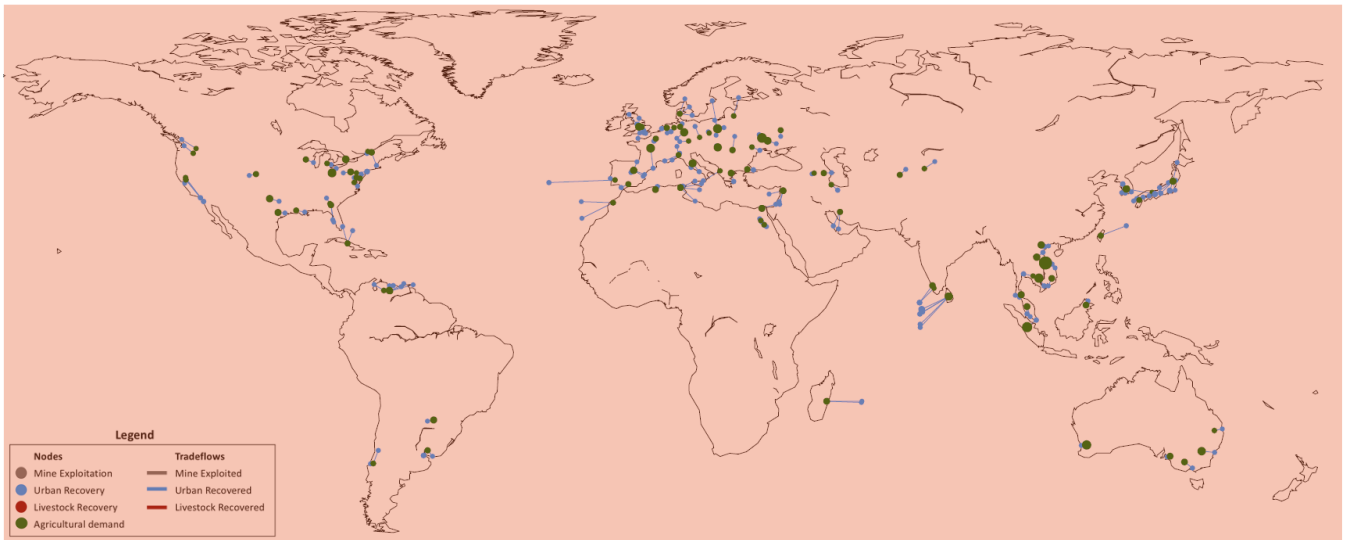 Legend
Nodes Tradeflows
Mine Exploitation Mine Exploited
Urban Recovery Urban Recovered
Livestock Recovery Livestock Recovered
Agricultural demand